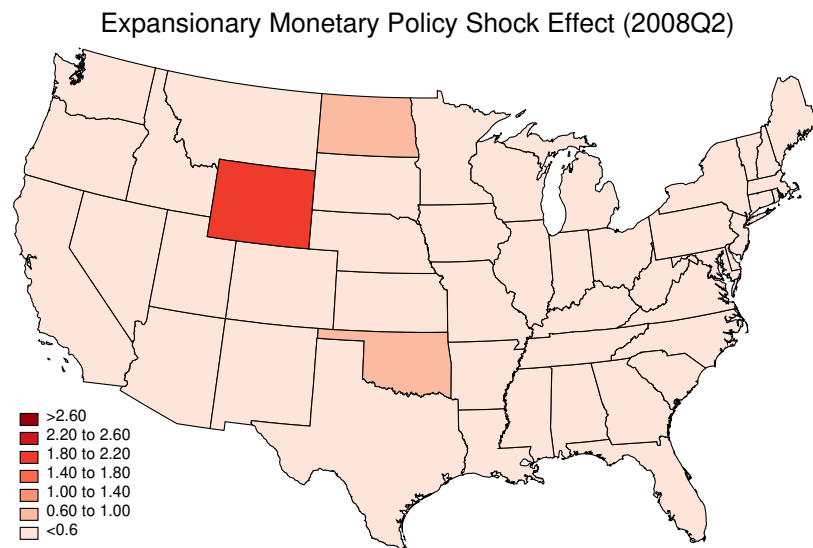 Expansionary Monetary Policy Shock Effect (2008Q2)
>2.60
2.20 to 2.60
1.80 to 2.20
1.40 to 1.80
1.00 to 1.40
0.60 to 1.00
<0.6